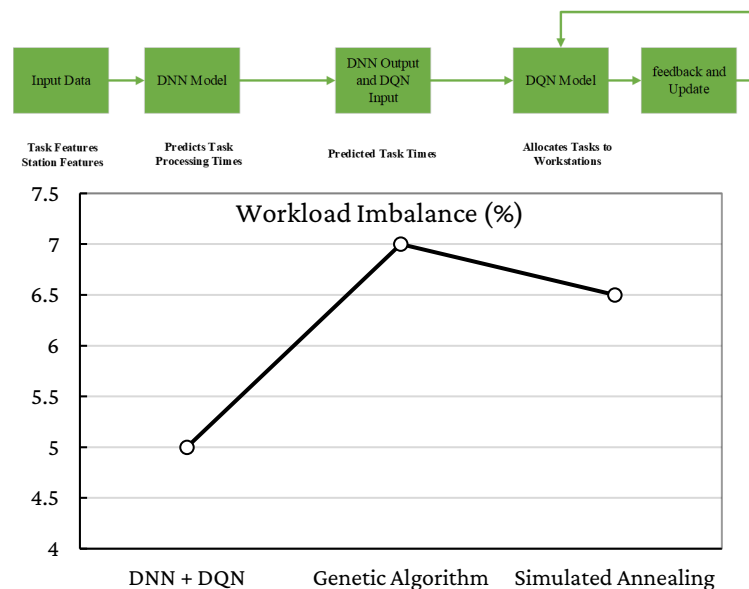 Input Data
DNN Model
DNN Output
and DQN
Input
DQN Model
feedback and
Update
Task Features
Station Features
Predicts Task
Processing Times
Predicted Task Times
Allocates Tasks to
Workstations
Workload Imbalance (%)
7.5
7
6.5
6
5.5
5
4.5
4
DNN + DQN
Genetic Algorithm
Simulated Annealing